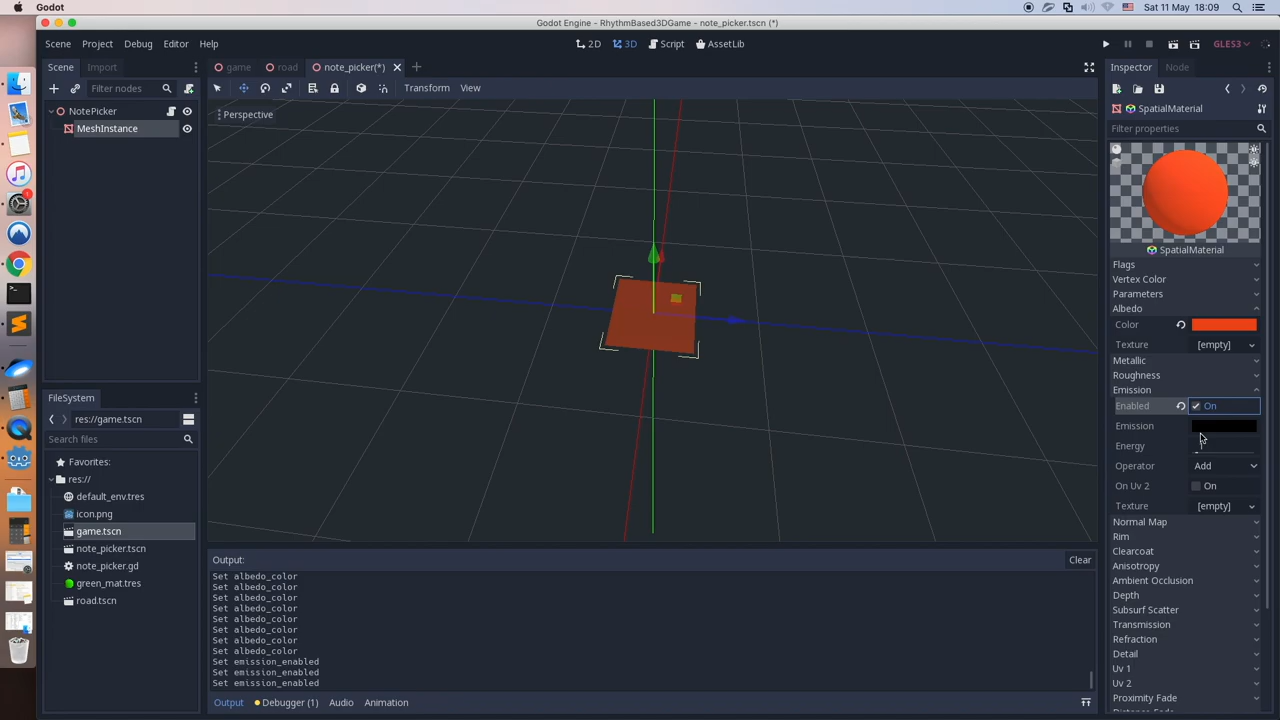 Godot
Sat 11 May 18:09
Godot Engine - RhythmBased3DGame - note_picker.tscn (*)
Scene Project Debug Editor Help
2D 3D Script AssetLib
GLES3
Scene Import
game road note_picker(*)
Inspector Node
Filter nodes
Transform View
SpatialMaterial
NotePicker
MeshInstance
Perspective
Filter properties
SpatialMaterial
Flags
Vertex Color
Parameters
Albedo
Color
Texture [empty]
Metallic
Roughness
Emission
Enabled On
Emission
Energy
Operator Add
On Uv 2 On
Texture [empty]
Normal Map
Rim
Clearcoat
Anisotropy
Ambient Occlusion
Depth
Subsurf Scatter
Transmission
Refraction
Detail
Uv 1
Uv 2
Proximity Fade
Distance Fade
FileSystem
res://game.tscn
Search files
Favorites:
res://
default_env.tres
icon.png
game.tscn
note_picker.tscn
note_picker.gd
green_mat.tres
road.tscn
Output:
Clear
Set albedo_color
Set albedo_color
Set albedo_color
Set albedo_color
Set albedo_color
Set albedo_color
Set albedo_color
Set albedo_color
Set emission_enabled
Set emission_enabled
Set emission_enabled
Output Debugger (1) Audio Animation